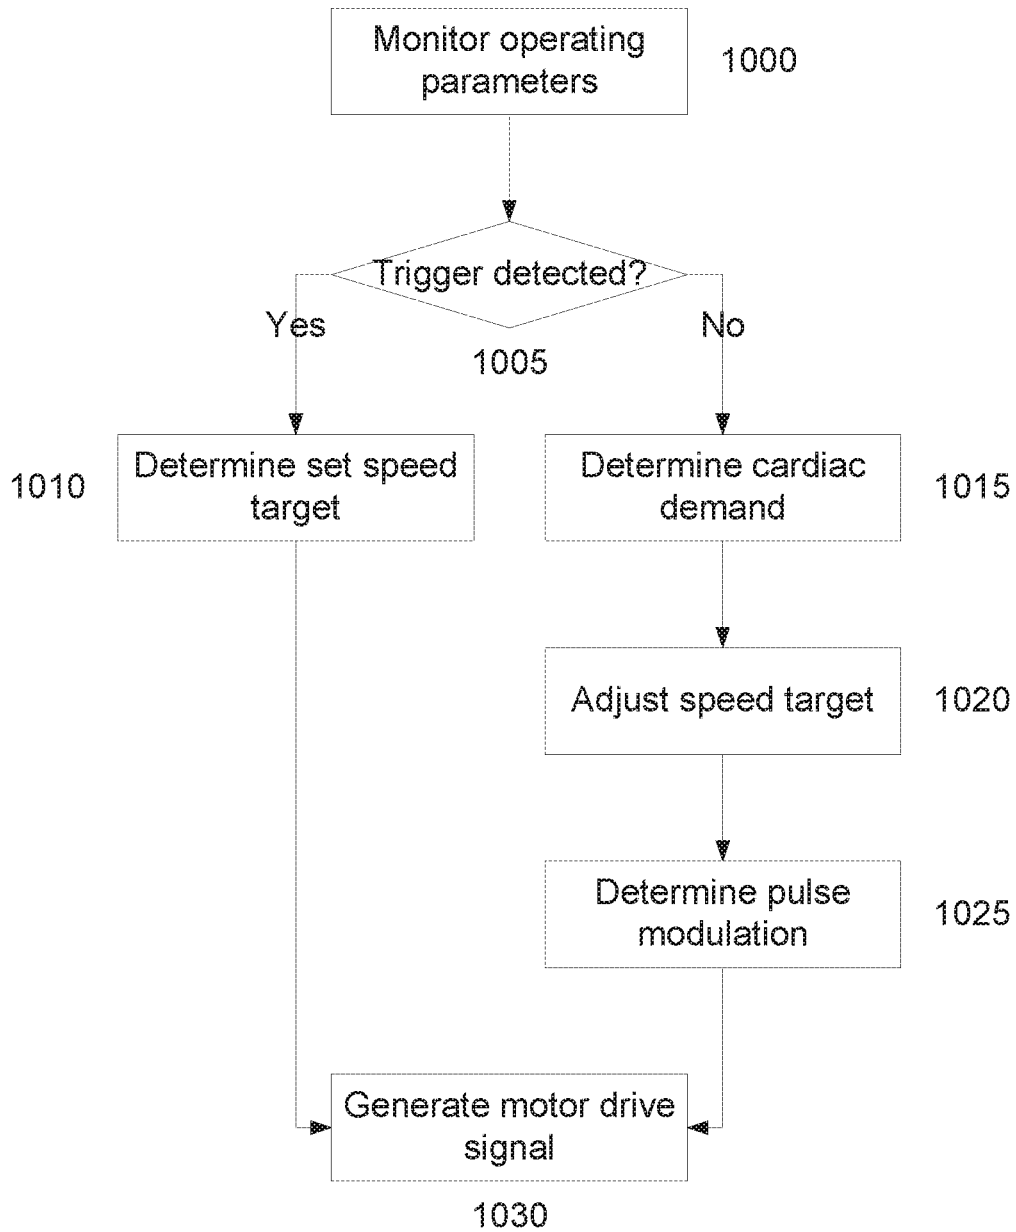 Monitor operating
parameters
1000
Trigger detected?
Yes
No
1005
Determine set speed
target
1010
Determine cardiac
demand
1015
Adjust speed target
1020
Determine pulse
modulation
1025
Generate motor drive
signal
1030